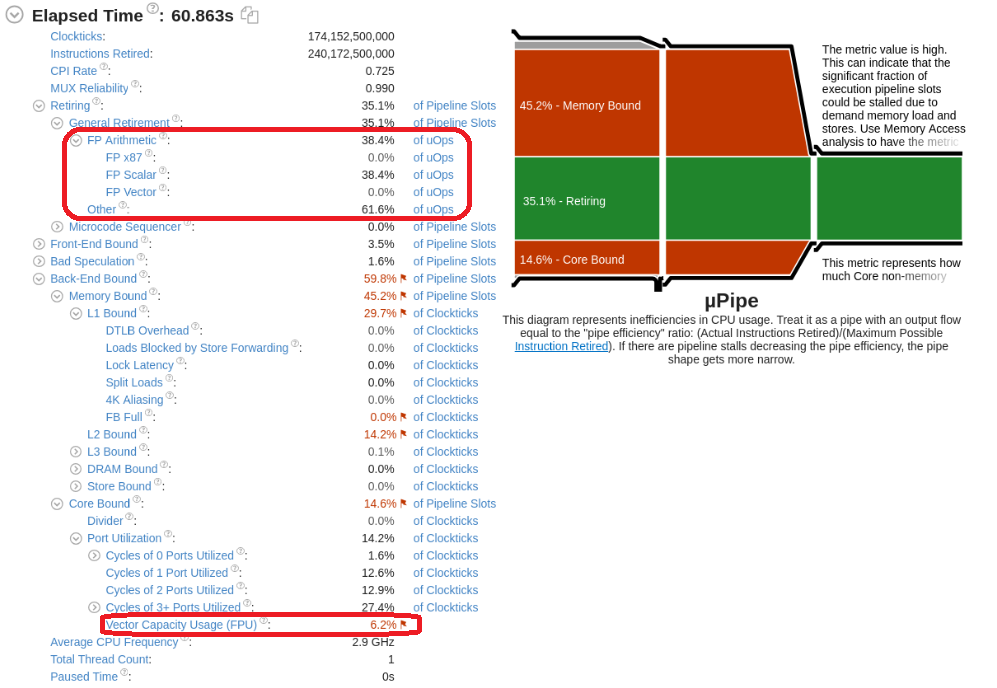 Elapsed Time ?: 60.863s
Clockticks: 174,152,500,000
Instructions Retired: 240,172,500,000
CPI Rate ?: 0.725
MUX Reliability ?: 0.990
Retiring ?: 35.1% of Pipeline Slots
General Retirement ?: 35.1% of Pipeline Slots
FP Arithmetic ?: 38.4% of uOps
FP x87 ?: 0.0% of uOps
FP Scalar ?: 38.4% of uOps
FP Vector ?: 0.0% of uOps
Other ?: 61.6% of uOps
Microcode Sequencer ?: 0.0% of Pipeline Slots
Front-End Bound ?: 3.5% of Pipeline Slots
Bad Speculation ?: 1.6% of Pipeline Slots
Back-End Bound ?: 59.8% of Pipeline Slots
Memory Bound ?: 45.2% of Pipeline Slots
L1 Bound ?: 29.7% of Clockticks
DTLB Overhead ?: 0.0% of Clockticks
Loads Blocked by Store Forwarding ?: 0.0% of Clockticks
Lock Latency ?: 0.0% of Clockticks
Split Loads ?: 0.0% of Clockticks
4K Aliasing ?: 0.0% of Clockticks
FB Full ?: 0.0% of Clockticks
L2 Bound ?: 14.2% of Clockticks
L3 Bound ?: 0.1% of Clockticks
DRAM Bound ?: 0.0% of Clockticks
Store Bound ?: 0.0% of Clockticks
Core Bound ?: 14.6% of Pipeline Slots
Divider ?: 0.0% of Clockticks
Port Utilization ?: 14.2% of Clockticks
Cycles of 0 Ports Utilized ?: 1.6% of Clockticks
Cycles of 1 Port Utilized ?: 12.6% of Clockticks
Cycles of 2 Ports Utilized ?: 12.9% of Clockticks
Cycles of 3+ Ports Utilized ?: 27.4% of Clockticks
Vector Capacity Usage (FPU) ?: 6.2%
Average CPU Frequency ?: 2.9 GHz
Total Thread Count: 1
Paused Time ?: 0s
45.2% - Memory Bound
35.1% - Retiring
14.6% - Core Bound
The metric value is high.
This can indicate that the
significant fraction of
execution pipeline slots
could be stalled due to
demand memory load and
stores. Use Memory Access
analysis to have the metric
This metric represents how
much Core non-memory
µPipe
This diagram represents inefficiencies in CPU usage. Treat it as a pipe with an output flow
equal to the "pipe efficiency" ratio: (Actual Instructions Retired)/(Maximum Possible
Instruction Retired). If there are pipeline stalls decreasing the pipe efficiency, the pipe
shape gets more narrow.